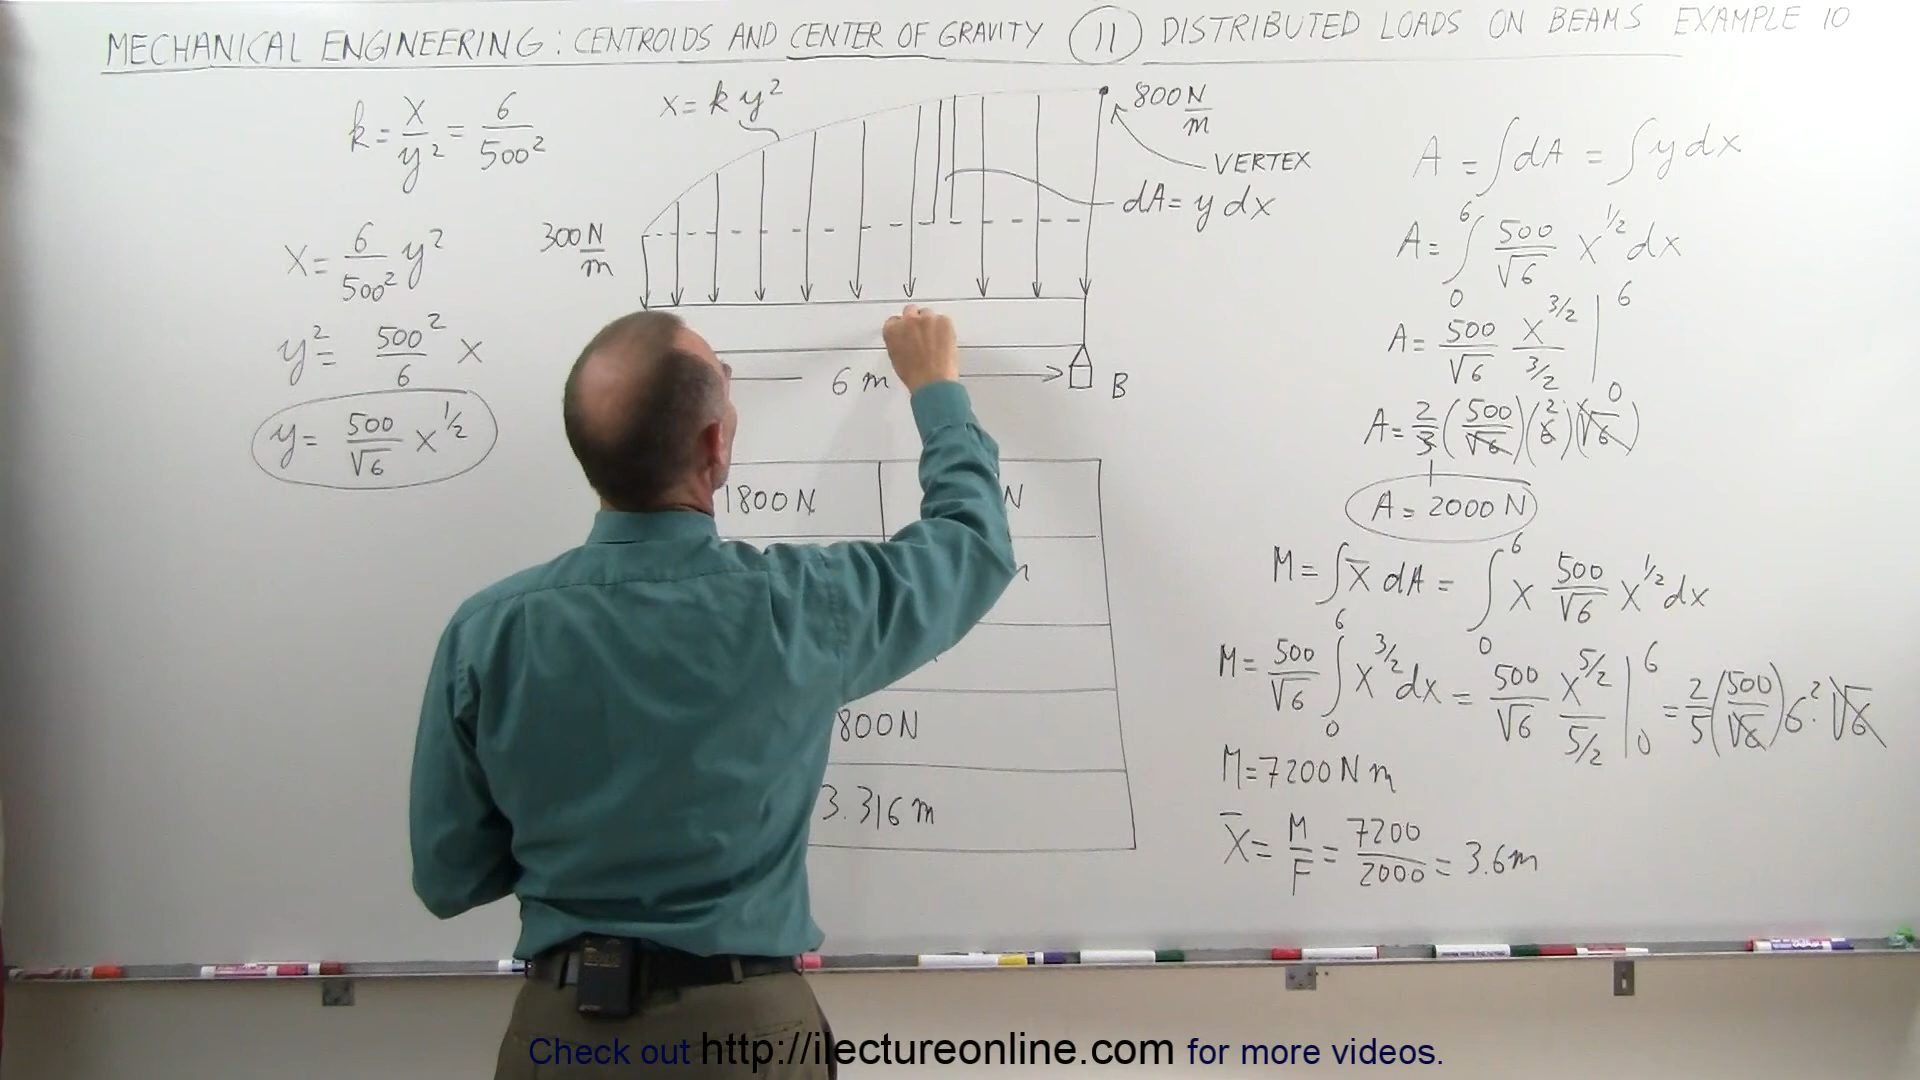 MECHANICAL ENGINEERING: CENTROIDS AND CENTER OF GRAVITY (11) DISTRIBUTED LOADS ON BEAMS EXAMPLE 10
k = x/y² = 6/500²
x = 6/500² y²
y² = 500²/6 x
y = 500/√6 x^1/2
x = k y²
800 N/m
VERTEX
dA = y dx
300 N/m
6 m
B
1800 N
N
800 N
3.316 m
A = ∫dA = ∫y dx
A = ∫₀⁶ 500/√6 x^1/2 dx
A = 500/√6 x^3/2 / 3/2 |₀⁶
A = 2/3 (500/√6)(6)(√6)
A = 2000 N
M = ∫x̄ dA = ∫₀⁶ x 500/√6 x^1/2 dx
M = 500/√6 ∫₀⁶ x^3/2 dx = 500/√6 x^5/2 / 5/2 |₀⁶ = 2/5 (500/√6) 6²·√6
M = 7200 N m
x̄ = M/F = 7200/2000 = 3.6 m
Check out http://ilectureonline.com for more videos.